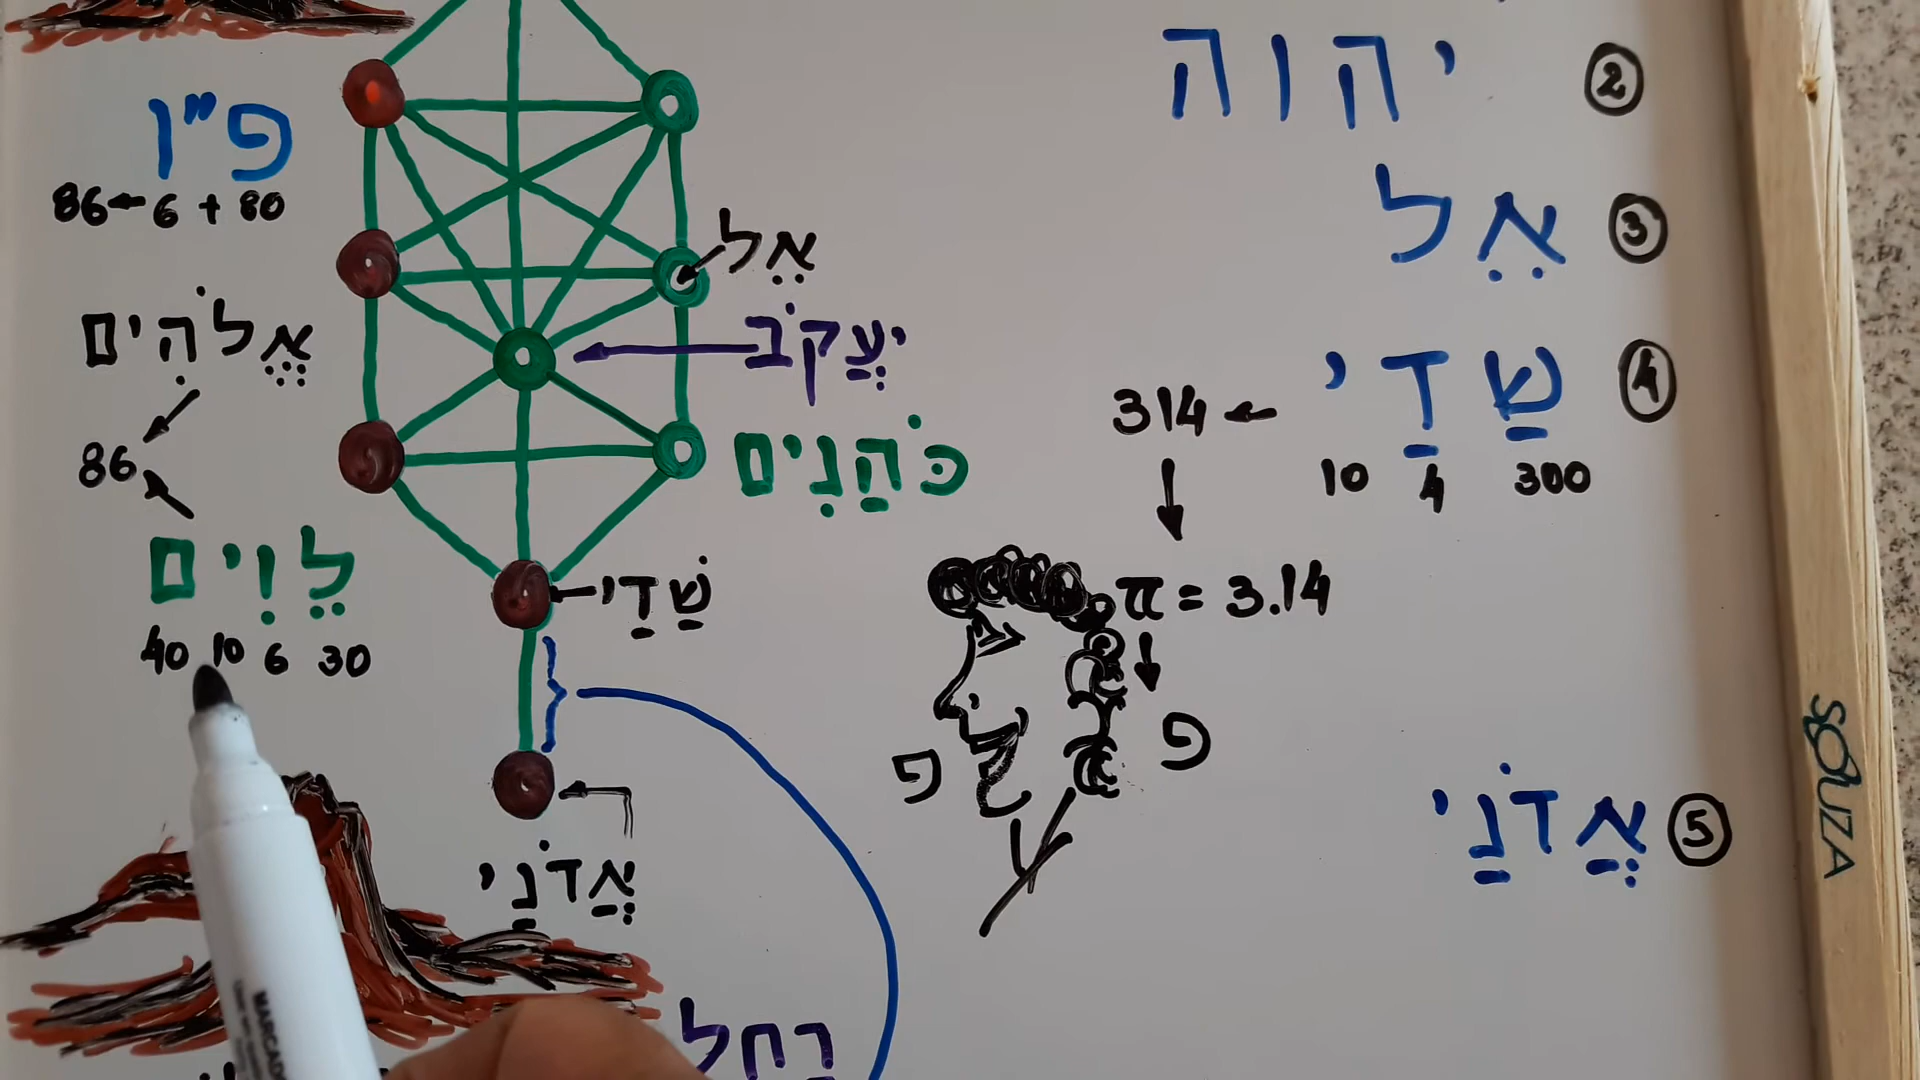 יהוה ②
אֵל ③
שַׁדַּי ④
10 4 300
314
π = 3.14
פ
פ
אֲדֹנָי ⑤
פ"ו
86 ← 6 + 80
אֱלֹהִים
86
לֵוִים
40 10 6 30
אֵל
יַעֲקֹב
כֹּהֲנִים
שַׁדַּי
אֲדֹנָי
רָחֵל
SOUZA
MARCADO